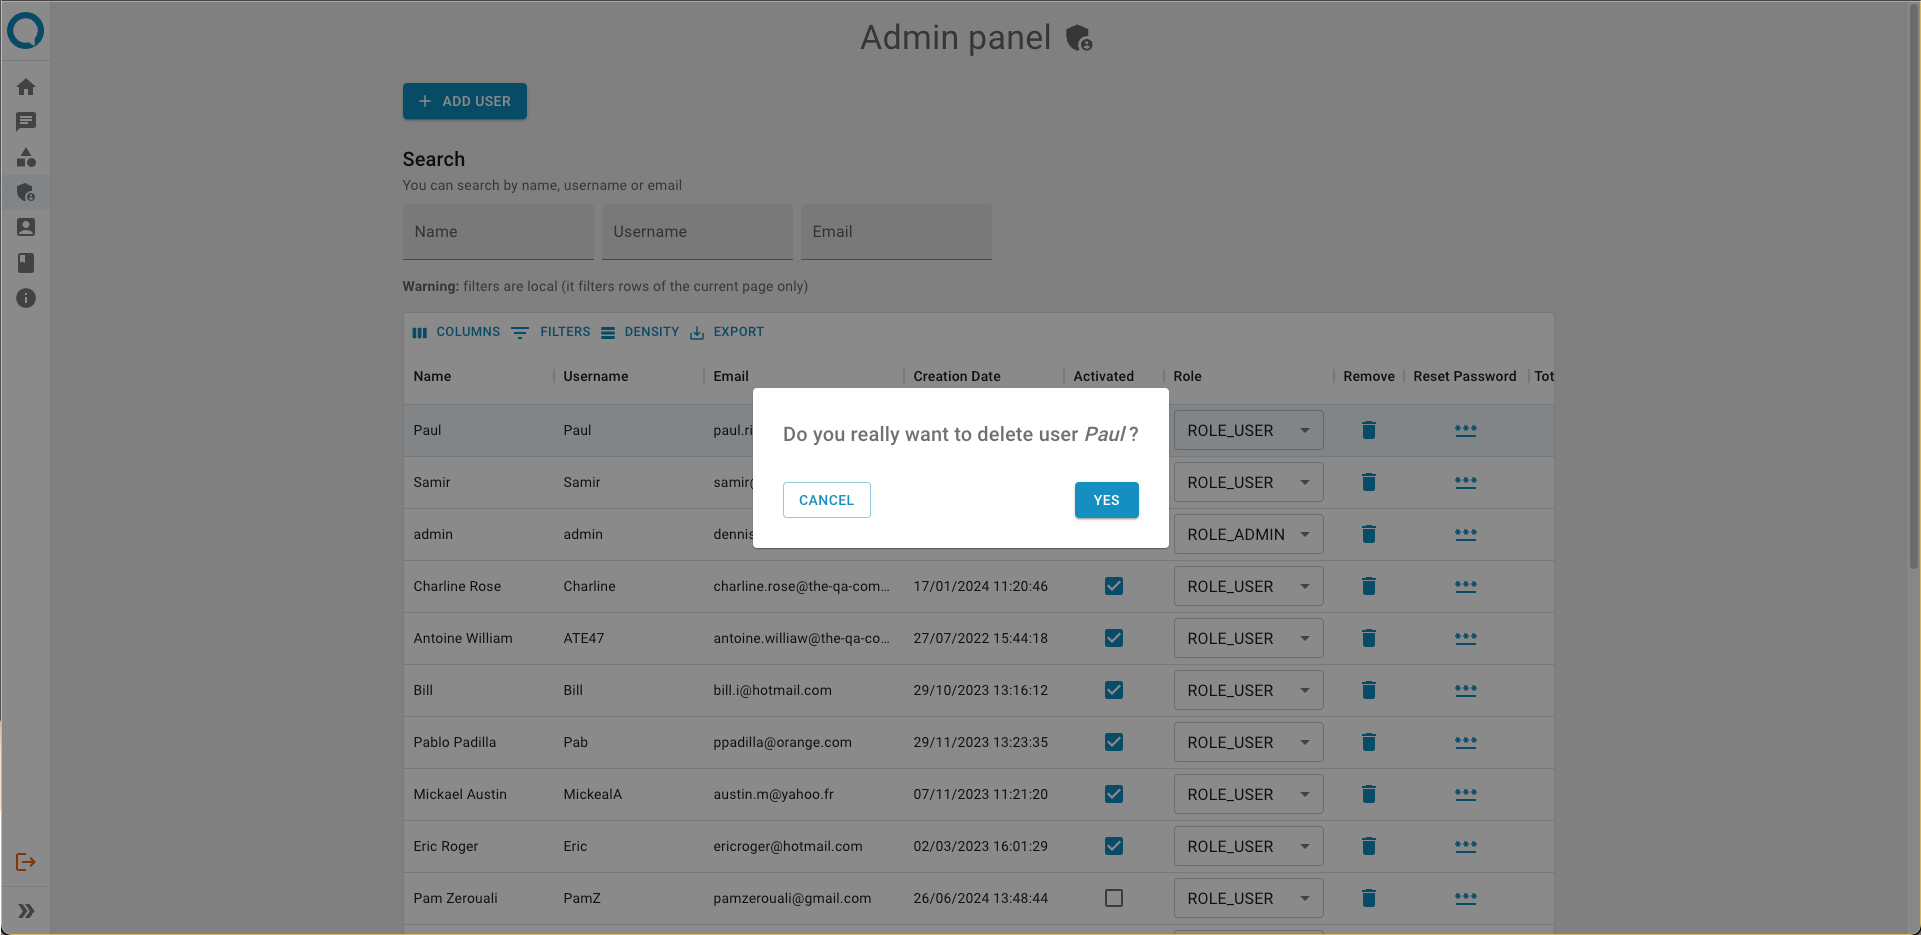 Admin panel
ADD USER
Search
You can search by name, username or email
Name Username Email
Warning: filters are local (it filters rows of the current page only)
COLUMNS FILTERS DENSITY EXPORT
Name Username Email Creation Date Activated Role Remove Reset Password Tot
Do you really want to delete user Paul ?
CANCEL YES
Paul Paul paul.ri ROLE_USER
Samir Samir samir@ ROLE_USER
admin admin dennis ROLE_ADMIN
Charline Rose Charline charline.rose@the-qa-com... 17/01/2024 11:20:46 ROLE_USER
Antoine William ATE47 antoine.williaw@the-qa-co... 27/07/2022 15:44:18 ROLE_USER
Bill Bill bill.i@hotmail.com 29/10/2023 13:16:12 ROLE_USER
Pablo Padilla Pab ppadilla@orange.com 29/11/2023 13:23:35 ROLE_USER
Mickael Austin MickealA austin.m@yahoo.fr 07/11/2023 11:21:20 ROLE_USER
Eric Roger Eric ericroger@hotmail.com 02/03/2023 16:01:29 ROLE_USER
Pam Zerouali PamZ pamzerouali@gmail.com 26/06/2024 13:48:44 ROLE_USER